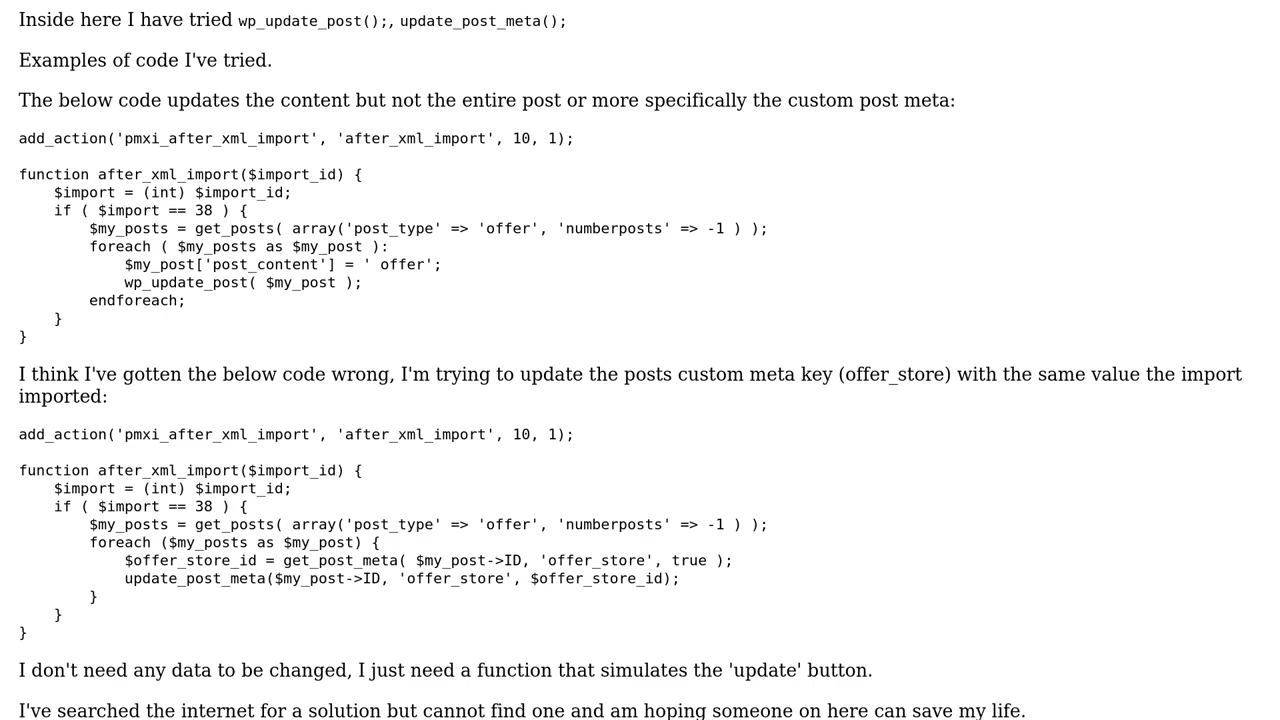 Inside here I have tried wp_update_post();, update_post_meta();
Examples of code I've tried.
The below code updates the content but not the entire post or more specifically the custom post meta:
add_action('pmxi_after_xml_import', 'after_xml_import', 10, 1);
function after_xml_import($import_id) {
    $import = (int) $import_id;
    if ( $import == 38 ) {
        $my_posts = get_posts( array('post_type' => 'offer', 'numberposts' => -1 ) );
        foreach ( $my_posts as $my_post ):
            $my_post['post_content'] = ' offer';
            wp_update_post( $my_post );
        endforeach;
    }
}
I think I've gotten the below code wrong, I'm trying to update the posts custom meta key (offer_store) with the same value the import
imported:
add_action('pmxi_after_xml_import', 'after_xml_import', 10, 1);
function after_xml_import($import_id) {
    $import = (int) $import_id;
    if ( $import == 38 ) {
        $my_posts = get_posts( array('post_type' => 'offer', 'numberposts' => -1 ) );
        foreach ($my_posts as $my_post) {
            $offer_store_id = get_post_meta( $my_post->ID, 'offer_store', true );
            update_post_meta($my_post->ID, 'offer_store', $offer_store_id);
        }
    }
}
I don't need any data to be changed, I just need a function that simulates the 'update' button.
I've searched the internet for a solution but cannot find one and am hoping someone on here can save my life.